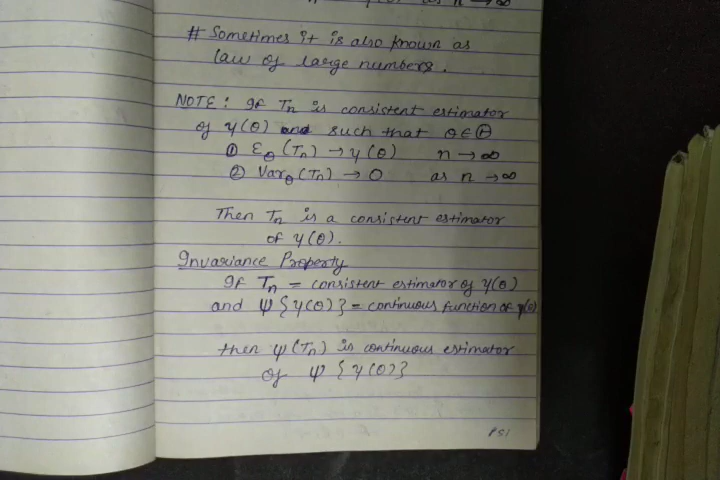 as n→∞
# Sometimes it is also known as
law of large numbers.
NOTE: If Tn is consistent estimator
of γ(θ) and such that θ∈Θ
① Eθ(Tn) → γ(θ) n→∞
② Varθ(Tn) → 0 as n→∞
Then Tn is a consistent estimator
of γ(θ).
Invariance Property
If Tn = consistent estimator of γ(θ)
and ψ{γ(θ)} = continuous function of γ(θ)
then ψ(Tn) is continuous estimator
of ψ{γ(θ)}
PSI